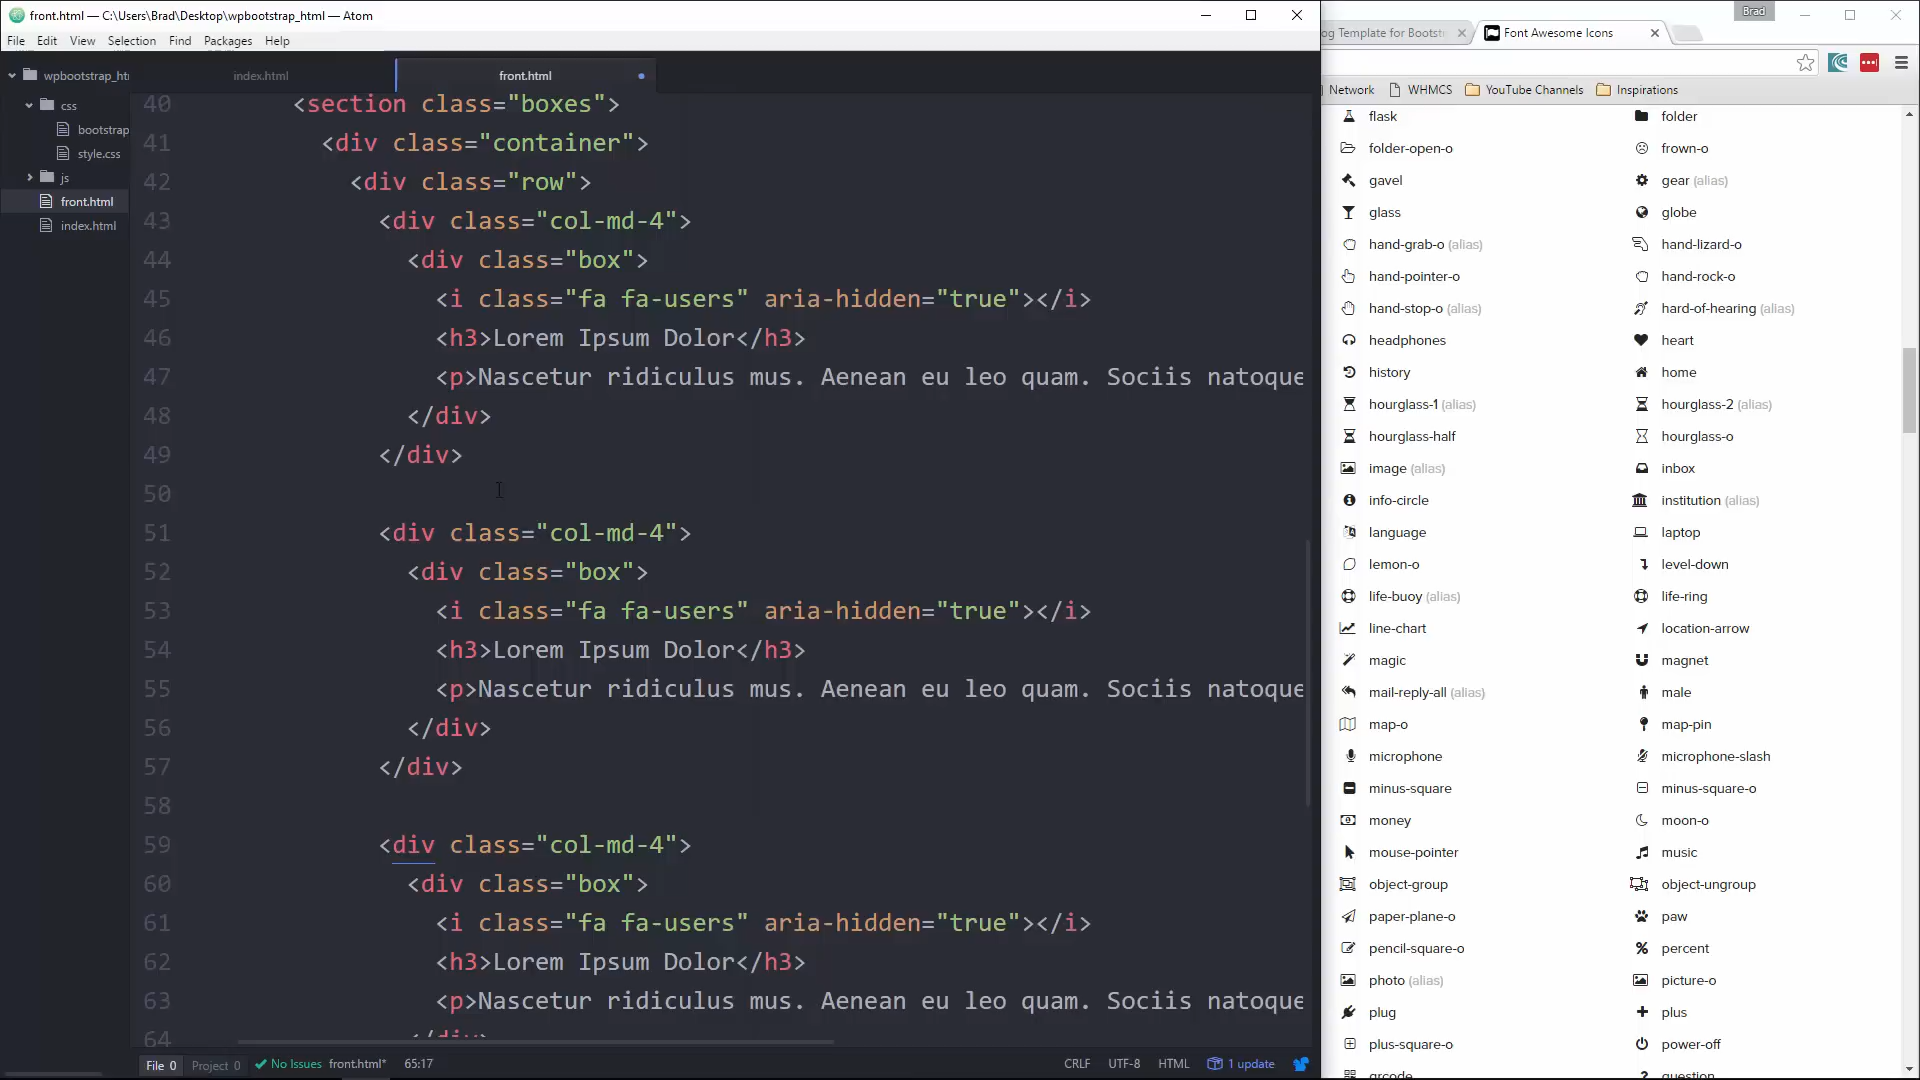 front.html — C:\Users\Brad\Desktop\wpbootstrap_html — Atom
File Edit View Selection Find Packages Help
wpbootstrap_htm
css
bootstrap
style.css
js
front.html
index.html
index.html
front.html
40 <section class="boxes">
41 <div class="container">
42 <div class="row">
43 <div class="col-md-4">
44 <div class="box">
45 <i class="fa fa-users" aria-hidden="true"></i>
46 <h3>Lorem Ipsum Dolor</h3>
47 <p>Nascetur ridiculus mus. Aenean eu leo quam. Sociis natoque
48 </div>
49 </div>
50
51 <div class="col-md-4">
52 <div class="box">
53 <i class="fa fa-users" aria-hidden="true"></i>
54 <h3>Lorem Ipsum Dolor</h3>
55 <p>Nascetur ridiculus mus. Aenean eu leo quam. Sociis natoque
56 </div>
57 </div>
58
59 <div class="col-md-4">
60 <div class="box">
61 <i class="fa fa-users" aria-hidden="true"></i>
62 <h3>Lorem Ipsum Dolor</h3>
63 <p>Nascetur ridiculus mus. Aenean eu leo quam. Sociis natoque
64 </div>
File 0 Project 0 No Issues front.html* 65:17 CRLF UTF-8 HTML 1 update
Brad
og Template for Bootst Font Awesome Icons
Network WHMCS YouTube Channels Inspirations
flask folder
folder-open-o frown-o
gavel gear (alias)
glass globe
hand-grab-o (alias) hand-lizard-o
hand-pointer-o hand-rock-o
hand-stop-o (alias) hard-of-hearing (alias)
headphones heart
history home
hourglass-1 (alias) hourglass-2 (alias)
hourglass-half hourglass-o
image (alias) inbox
info-circle institution (alias)
language laptop
lemon-o level-down
life-buoy (alias) life-ring
line-chart location-arrow
magic magnet
mail-reply-all (alias) male
map-o map-pin
microphone microphone-slash
minus-square minus-square-o
money moon-o
mouse-pointer music
object-group object-ungroup
paper-plane-o paw
pencil-square-o percent
photo (alias) picture-o
plug plus
plus-square-o power-off
qrcode question